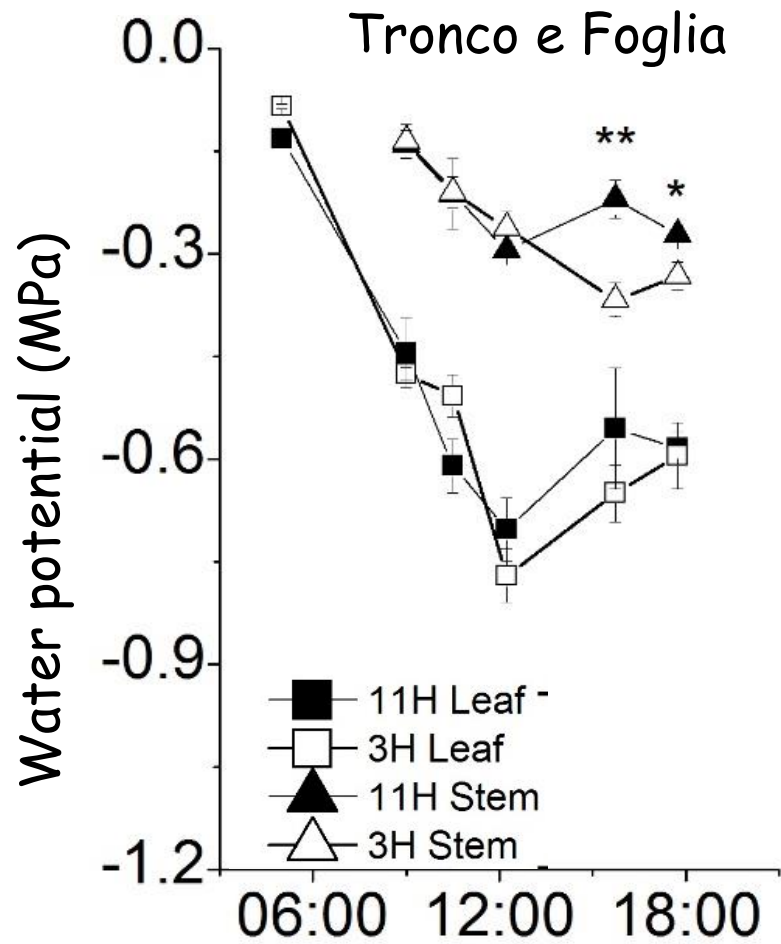 Tronco e Foglia
Water potential (MPa)
0.0
-0.3
-0.6
-0.9
-1.2
**
*
11H Leaf -
3H Leaf
11H Stem
3H Stem -
06:00 12:00 18:00